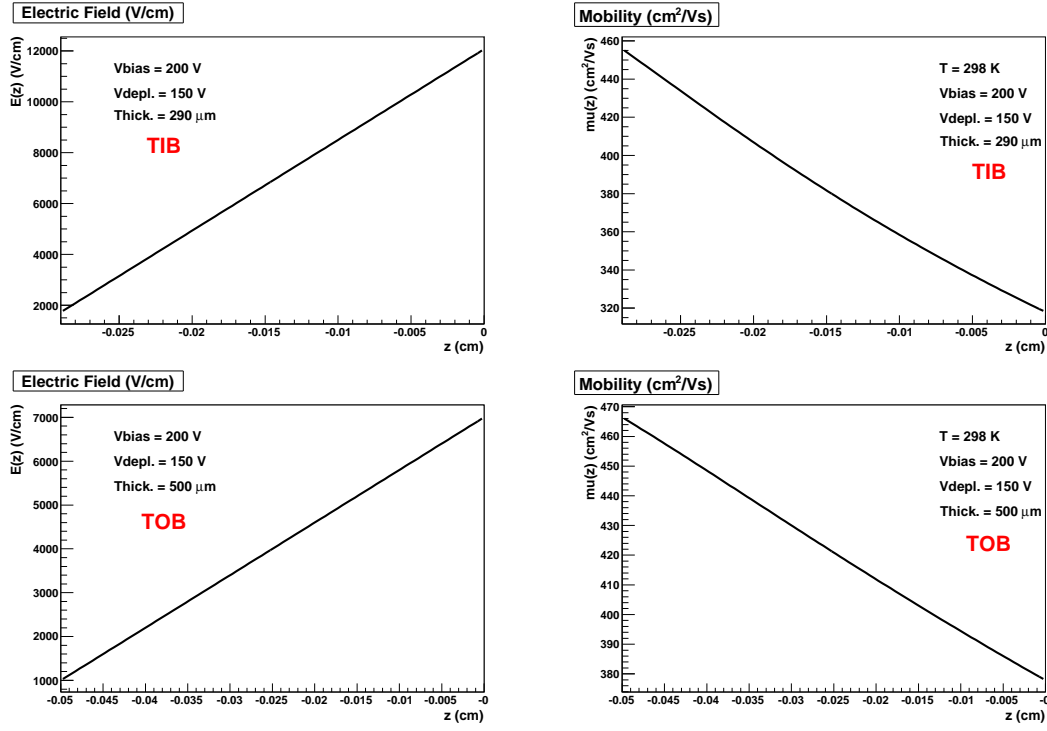 Electric Field (V/cm)
E(z) (V/cm)
12000
10000
8000
6000
4000
2000
Vbias = 200 V
Vdepl. = 150 V
Thick. = 290 μm
TIB
-0.025 -0.02 -0.015 -0.01 -0.005 0
z (cm)
Mobility (cm²/Vs)
mu(z) (cm²/Vs)
460
440
420
400
380
360
340
320
T = 298 K
Vbias = 200 V
Vdepl. = 150 V
Thick. = 290 μm
TIB
-0.025 -0.02 -0.015 -0.01 -0.005 0
z (cm)
Electric Field (V/cm)
E(z) (V/cm)
7000
6000
5000
4000
3000
2000
1000
Vbias = 200 V
Vdepl. = 150 V
Thick. = 500 μm
TOB
-0.05 -0.045 -0.04 -0.035 -0.03 -0.025 -0.02 -0.015 -0.01 -0.005 -0
z (cm)
Mobility (cm²/Vs)
mu(z) (cm²/Vs)
470
460
450
440
430
420
410
400
390
380
T = 298 K
Vbias = 200 V
Vdepl. = 150 V
Thick. = 500 μm
TOB
-0.05 -0.045 -0.04 -0.035 -0.03 -0.025 -0.02 -0.015 -0.01 -0.005 -0
z (cm)